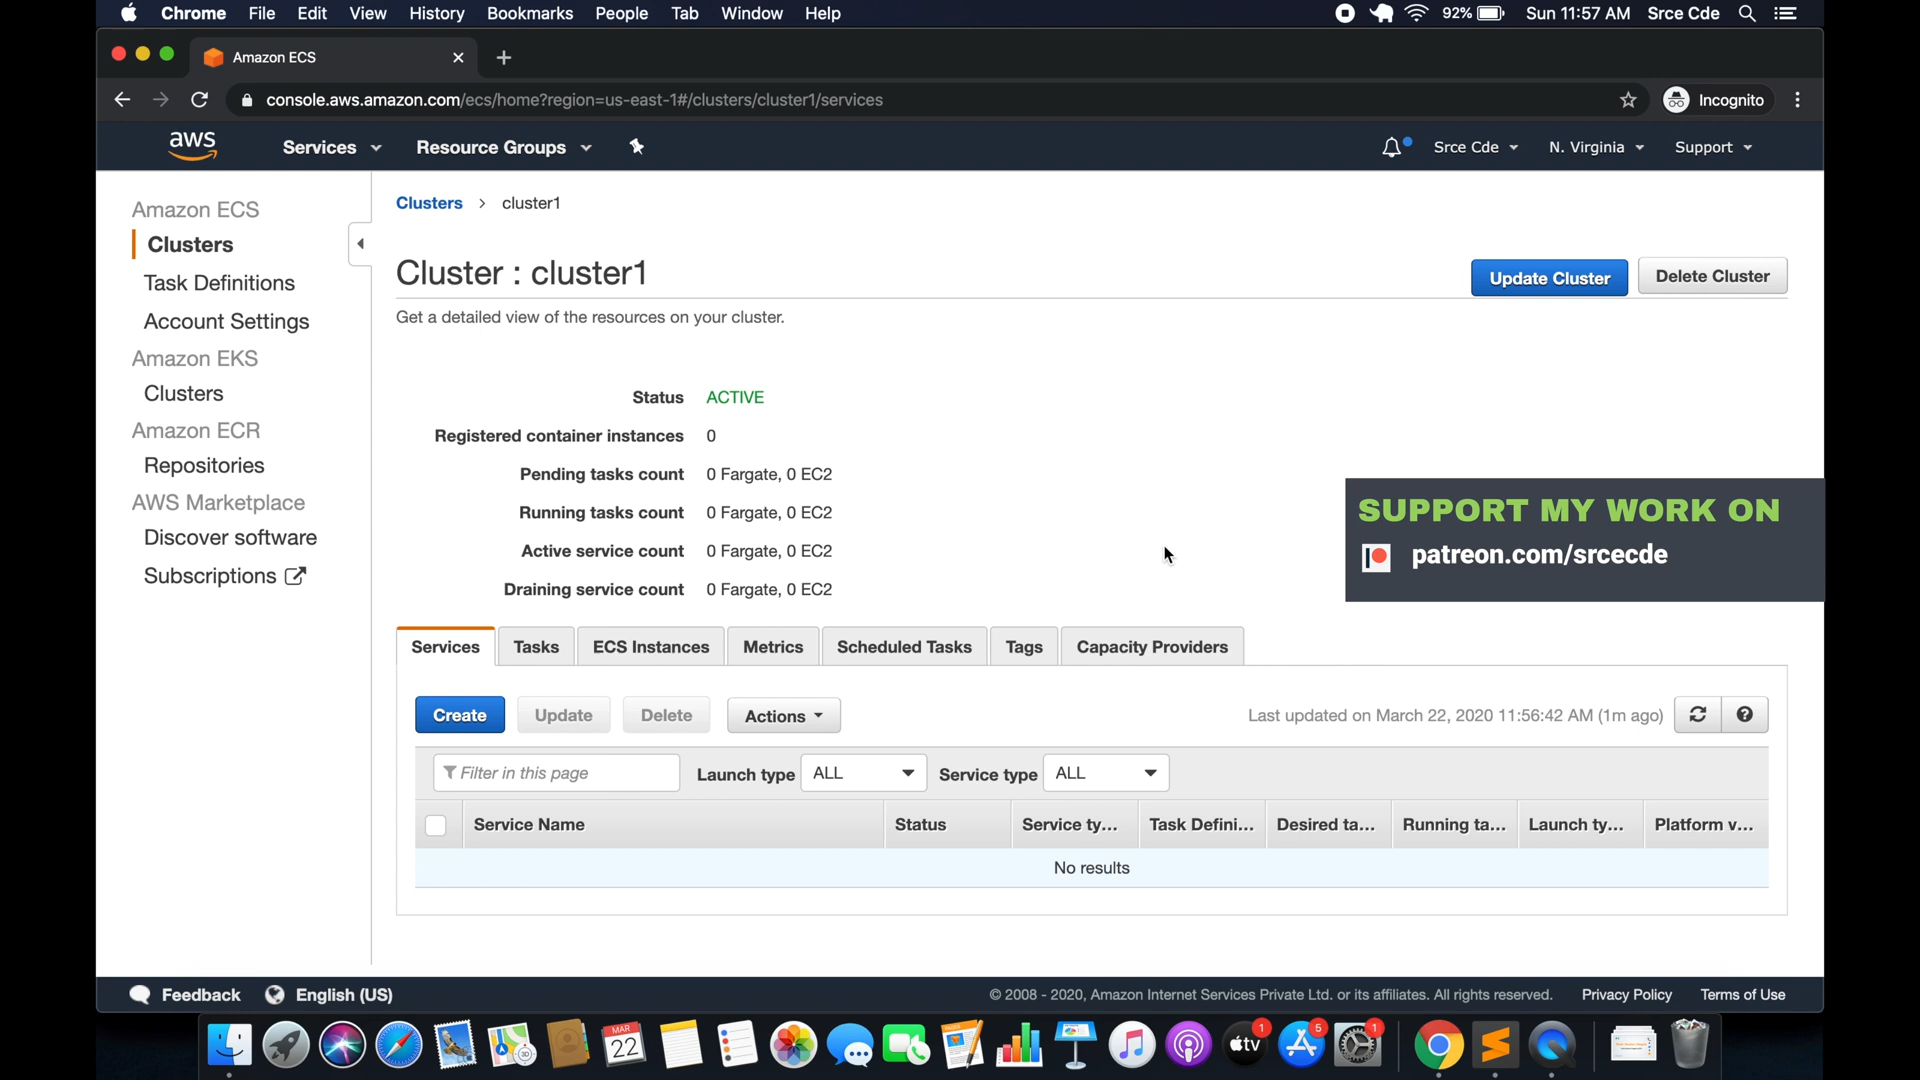 Chrome File Edit View History Bookmarks People Tab Window Help 92% Sun 11:57 AM Srce Cde
Amazon ECS
console.aws.amazon.com/ecs/home?region=us-east-1#/clusters/cluster1/services Incognito
aws Services Resource Groups Srce Cde N. Virginia Support
Amazon ECS
Clusters
Task Definitions
Account Settings
Amazon EKS
Clusters
Amazon ECR
Repositories
AWS Marketplace
Discover software
Subscriptions
Clusters > cluster1
Cluster : cluster1
Update Cluster Delete Cluster
Get a detailed view of the resources on your cluster.
Status ACTIVE
Registered container instances 0
Pending tasks count 0 Fargate, 0 EC2
Running tasks count 0 Fargate, 0 EC2
Active service count 0 Fargate, 0 EC2
Draining service count 0 Fargate, 0 EC2
SUPPORT MY WORK ON
patreon.com/srcecde
Services Tasks ECS Instances Metrics Scheduled Tasks Tags Capacity Providers
Create Update Delete Actions Last updated on March 22, 2020 11:56:42 AM (1m ago)
Filter in this page Launch type ALL Service type ALL
Service Name Status Service ty... Task Defini... Desired ta... Running ta... Launch ty... Platform v...
No results
Feedback English (US) © 2008 - 2020, Amazon Internet Services Private Ltd. or its affiliates. All rights reserved. Privacy Policy Terms of Use
MAR
22
3D
tv
1
5
1